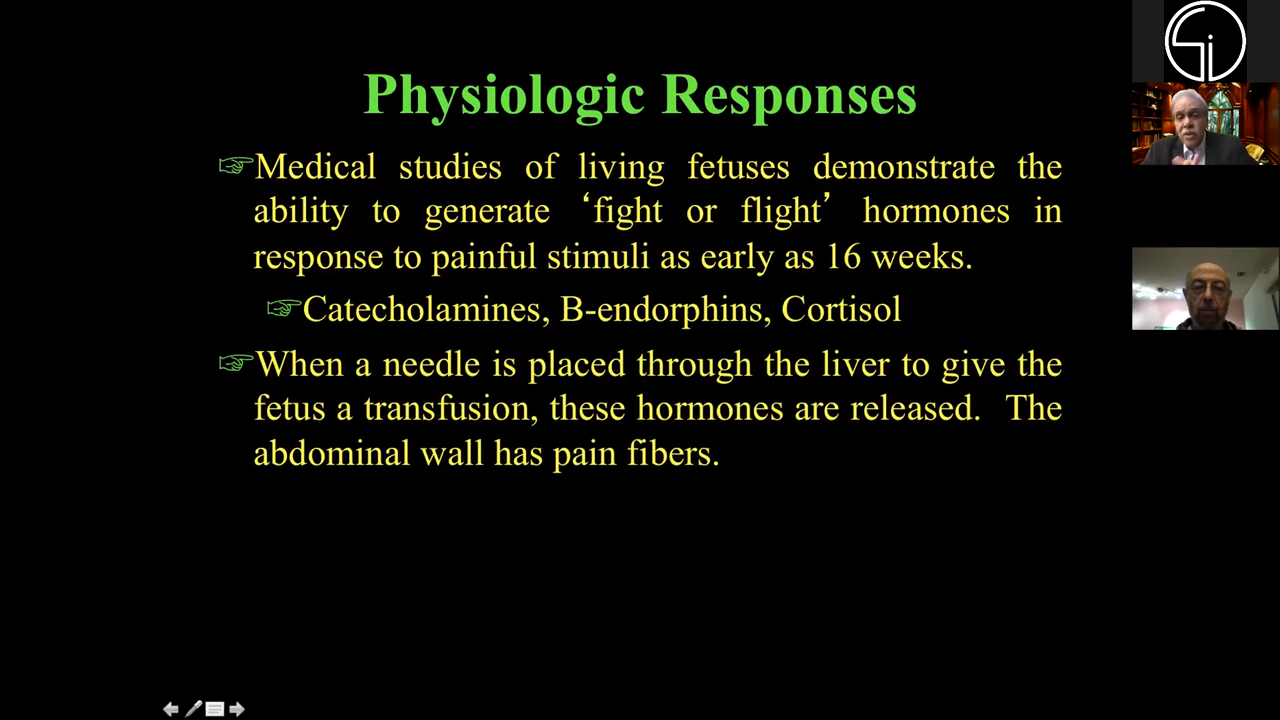 Physiologic Responses
Medical studies of living fetuses demonstrate the
ability to generate ‘fight or flight’ hormones in
response to painful stimuli as early as 16 weeks.
Catecholamines, B-endorphins, Cortisol
When a needle is placed through the liver to give the
fetus a transfusion, these hormones are released. The
abdominal wall has pain fibers.